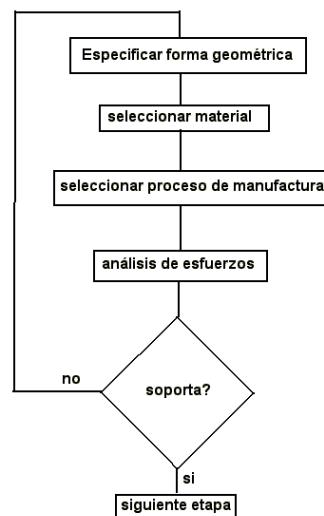 Especificar forma geométrica
seleccionar material
seleccionar proceso de manufactura
análisis de esfuerzos
soporta?
no
si
siguiente etapa